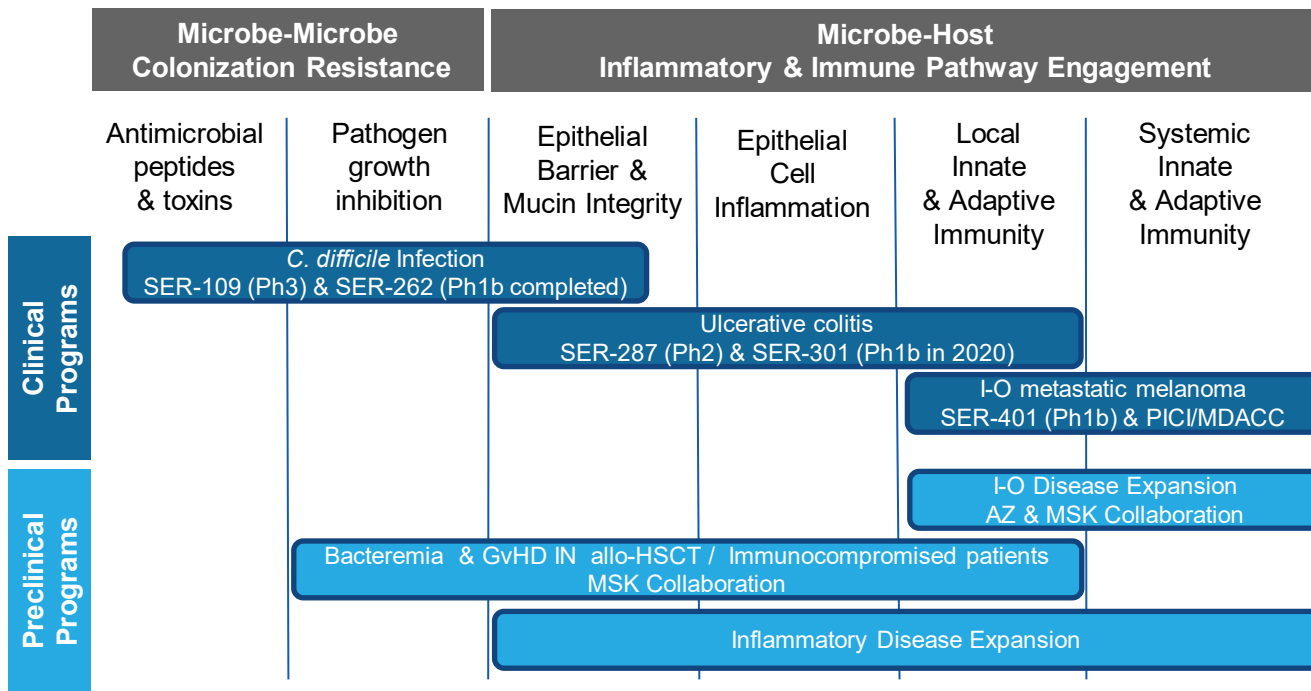 Microbe-Microbe
Colonization Resistance
Microbe-Host
Inflammatory & Immune Pathway Engagement
Antimicrobial
peptides
& toxins
Pathogen
growth
inhibition
Epithelial
Barrier &
Mucin Integrity
Epithelial
Cell
Inflammation
Local
Innate
& Adaptive
Immunity
Systemic
Innate
& Adaptive
Immunity
Clinical
Programs
C. difficile Infection
SER-109 (Ph3) & SER-262 (Ph1b completed)
Ulcerative colitis
SER-287 (Ph2) & SER-301 (Ph1b in 2020)
I-O metastatic melanoma
SER-401 (Ph1b) & PICI/MDACC
Preclinical
Programs
I-O Disease Expansion
AZ & MSK Collaboration
Bacteremia & GvHD IN allo-HSCT / Immunocompromised patients
MSK Collaboration
Inflammatory Disease Expansion